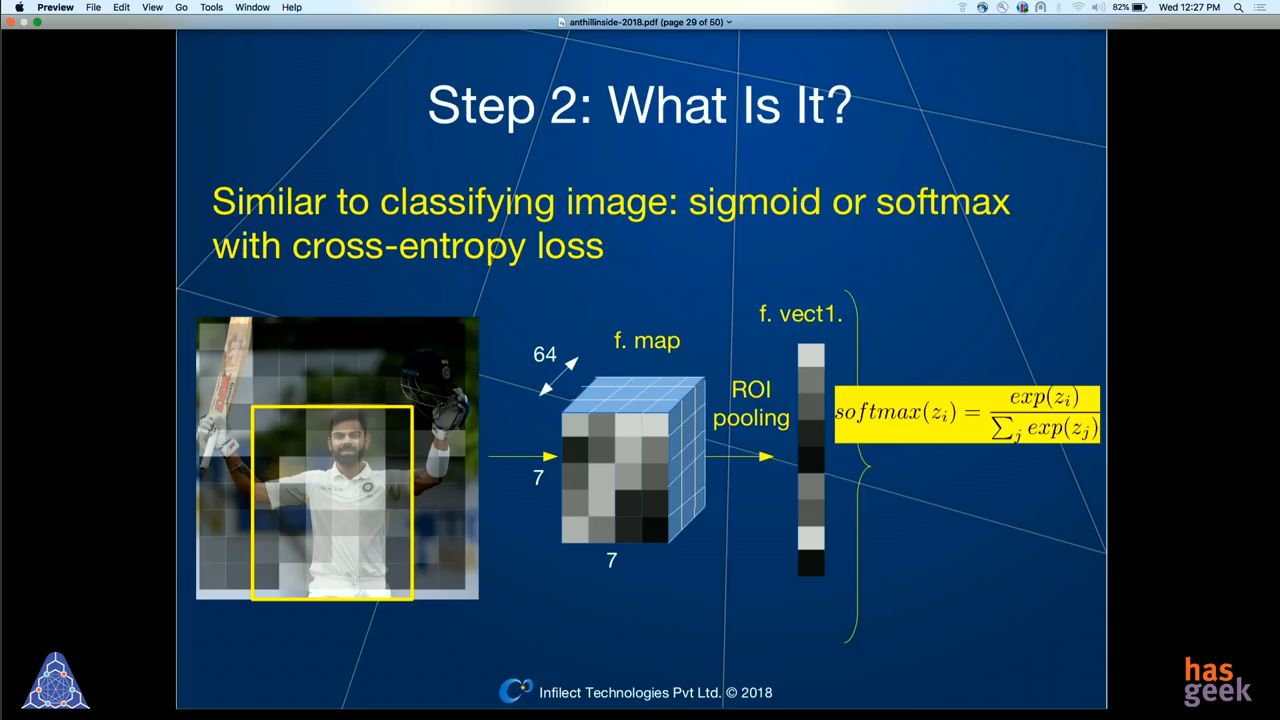 Preview File Edit View Go Tools Window Help
82% Wed 12:27 PM
anthillinside-2018.pdf (page 29 of 50)
Step 2: What Is It?
Similar to classifying image: sigmoid or softmax
with cross-entropy loss
f. vect1.
f. map
64
ROI
pooling
softmax(z_i) = exp(z_i) / ∑_j exp(z_j)
7
7
Infilect Technologies Pvt Ltd. © 2018
has
geek